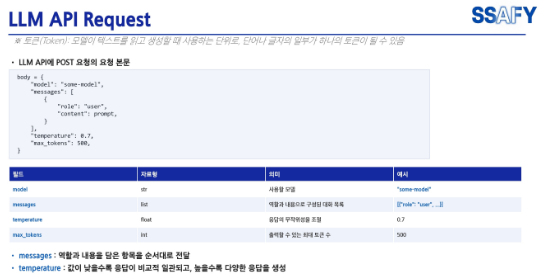 LLM API Request
SSAFY
※ 토큰(Token): 모델이 텍스트를 읽고 생성할 때 사용하는 단위로, 단어나 글자의 일부가 하나의 토큰이 될 수 있음
• LLM API에 POST 요청의 요청 본문
body = {
"model": "some-model",
"messages": [
{
"role": "user",
"content": prompt,
}
],
"temperature": 0.7,
"max_tokens": 500,
}
필드 자료형 의미 예시
model str 사용할 모델 "some-model"
messages list 역할과 내용으로 구성된 대화 목록 [{"role": "user", ...}]
temperature float 응답의 무작위성을 조절 0.7
max_tokens int 출력할 수 있는 최대 토큰 수 500
• messages : 역할과 내용을 담은 항목을 순서대로 전달
• temperature : 값이 낮을수록 응답이 비교적 일관되고, 높을수록 다양한 응답을 생성